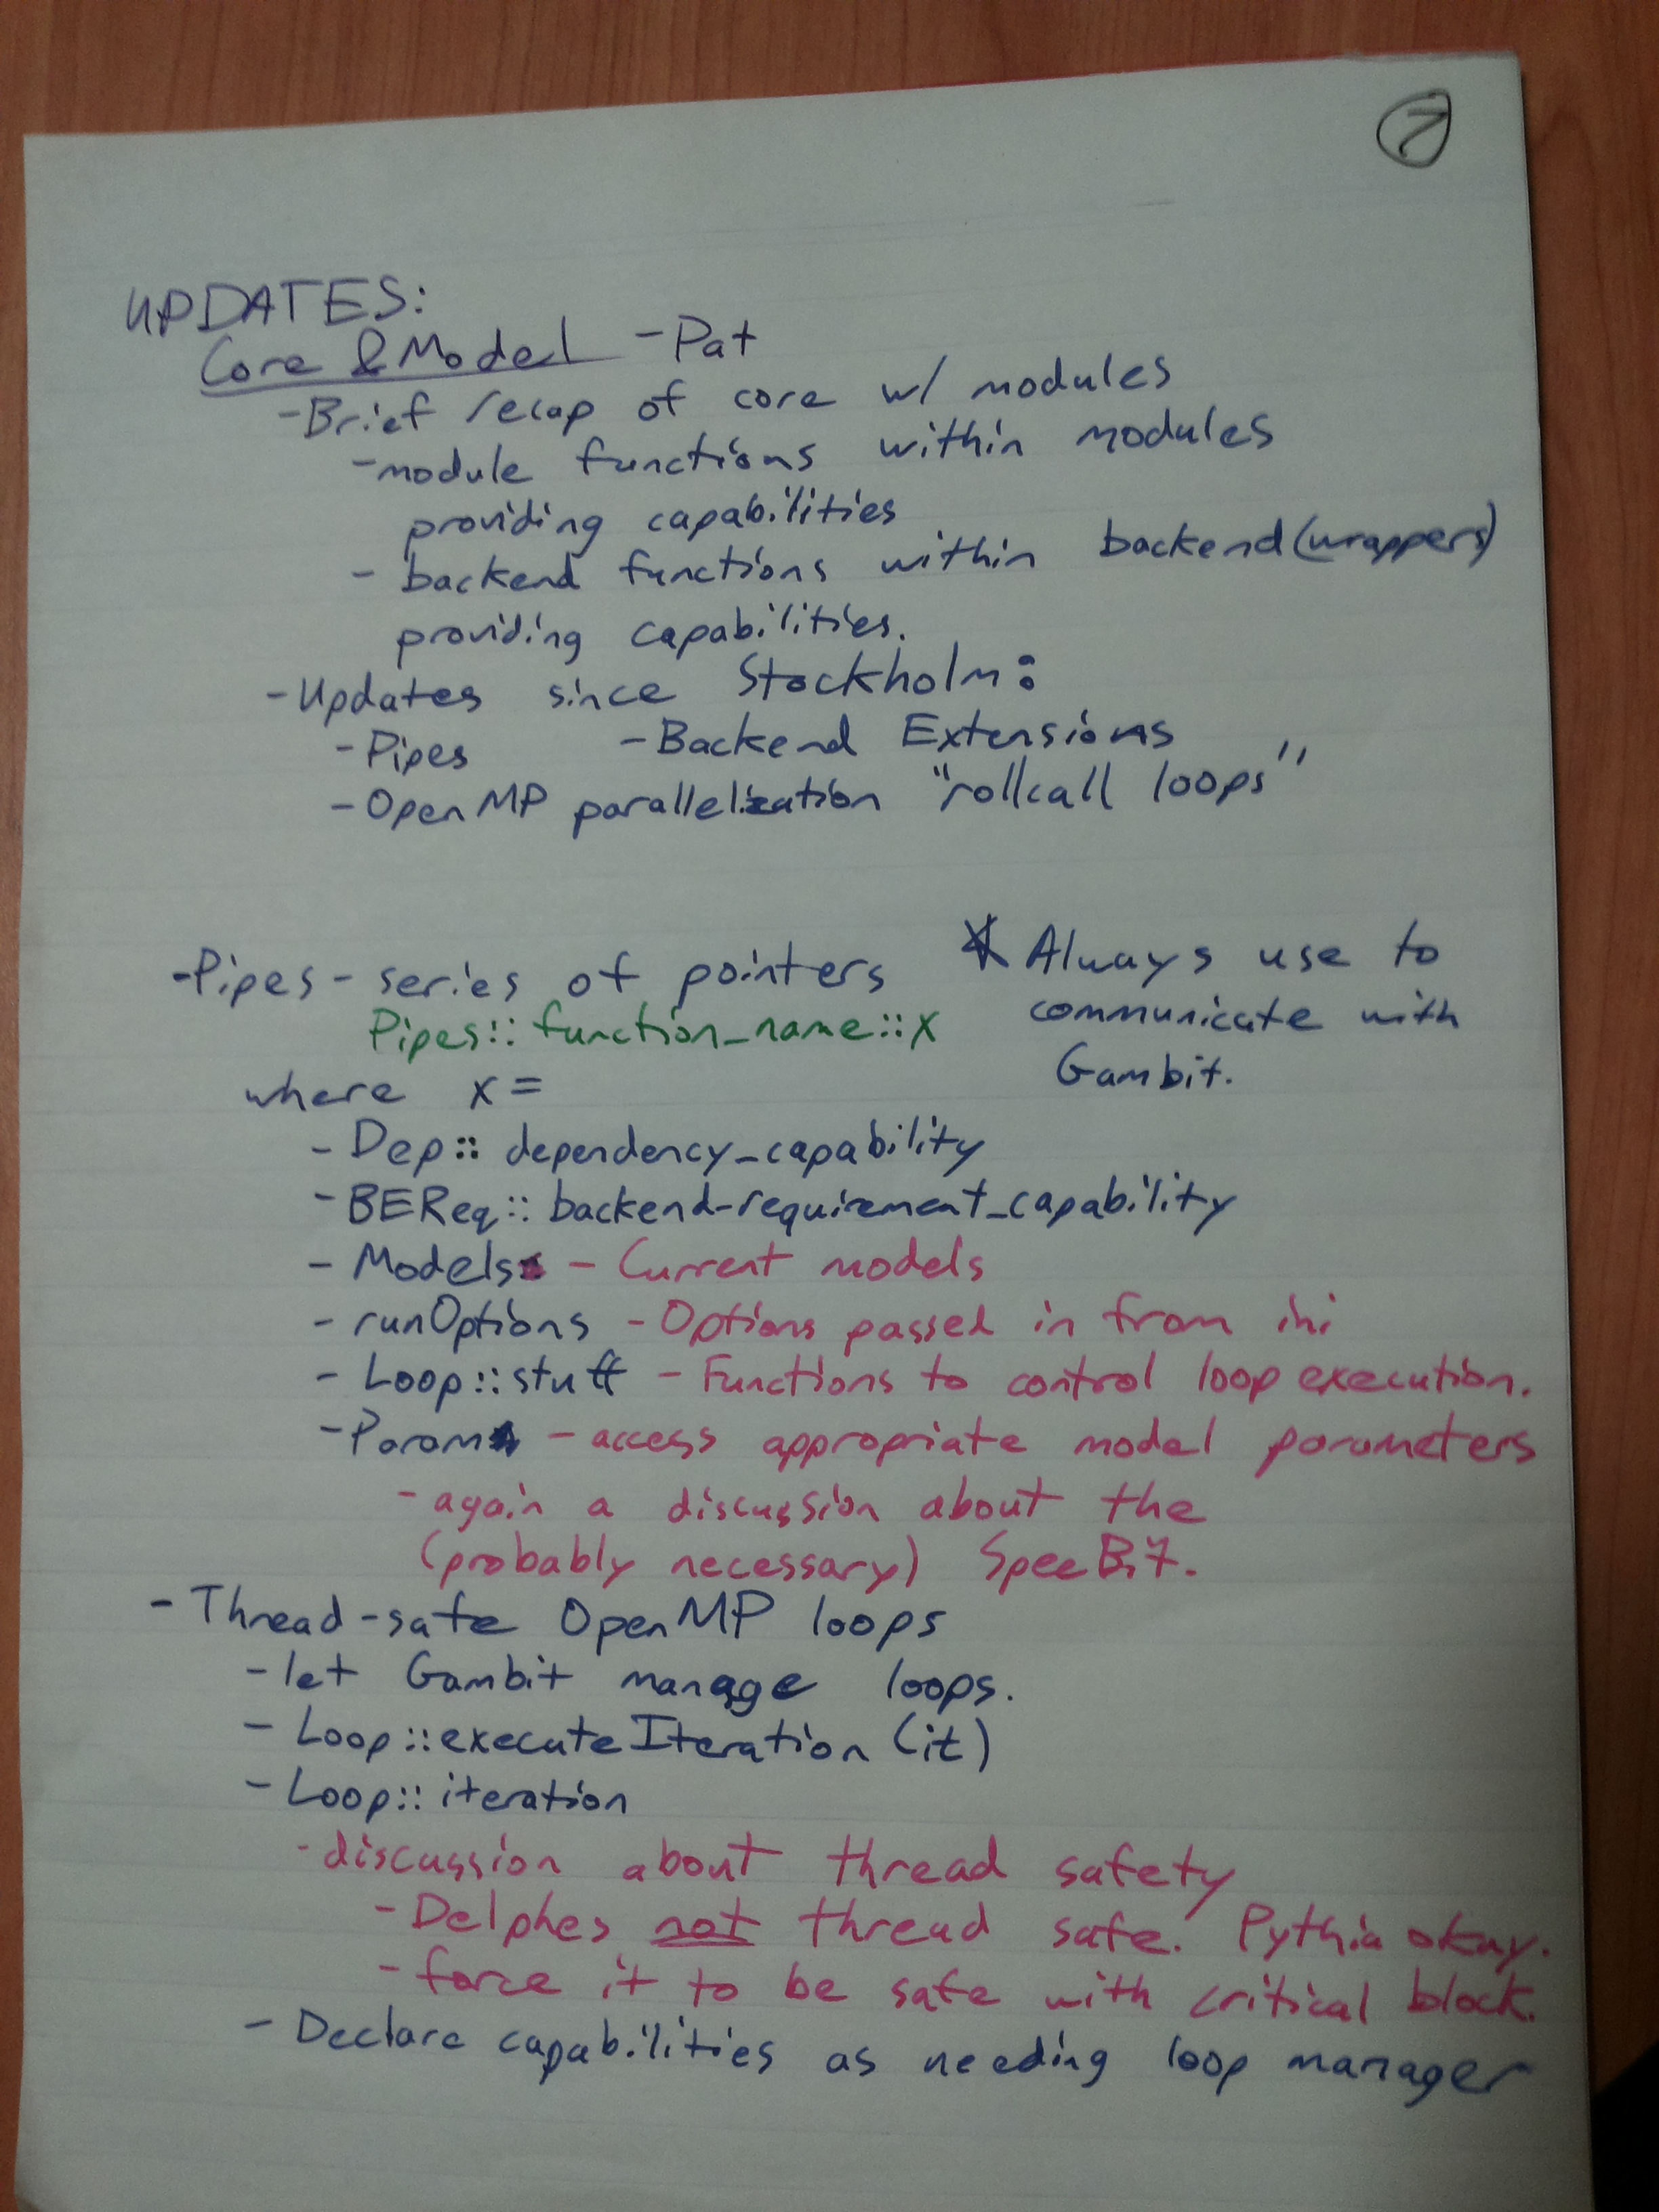 7
UPDATES:
Core & Model - Pat
- Brief recap of core w/ modules
- module functions within modules
providing capabilities
- backend functions within backend (wrappers)
providing capabilities.
- Updates since Stockholm:
- Pipes - Backend Extensions
- OpenMP parallelization "rollcall loops"
- Pipes - series of pointers
Pipes::function_name::x
* Always use to
communicate with
Gambit.
where x =
- Dep::dependency_capability
- BEReq::backend-requirement_capability
- Models - Current models
- runOptions - Options passed in from ini
- Loop::stuff - Functions to control loop execution.
- Param - access appropriate model parameters
- again a discussion about the
(probably necessary) SpecBit.
- Thread-safe OpenMP loops
- let Gambit manage loops.
- Loop::executeIteration (it)
- Loop::iteration
- discussion about thread safety
- Delphes not thread safe. Pythia okay.
- force it to be safe with critical block.
- Declare capabilities as needing loop manager